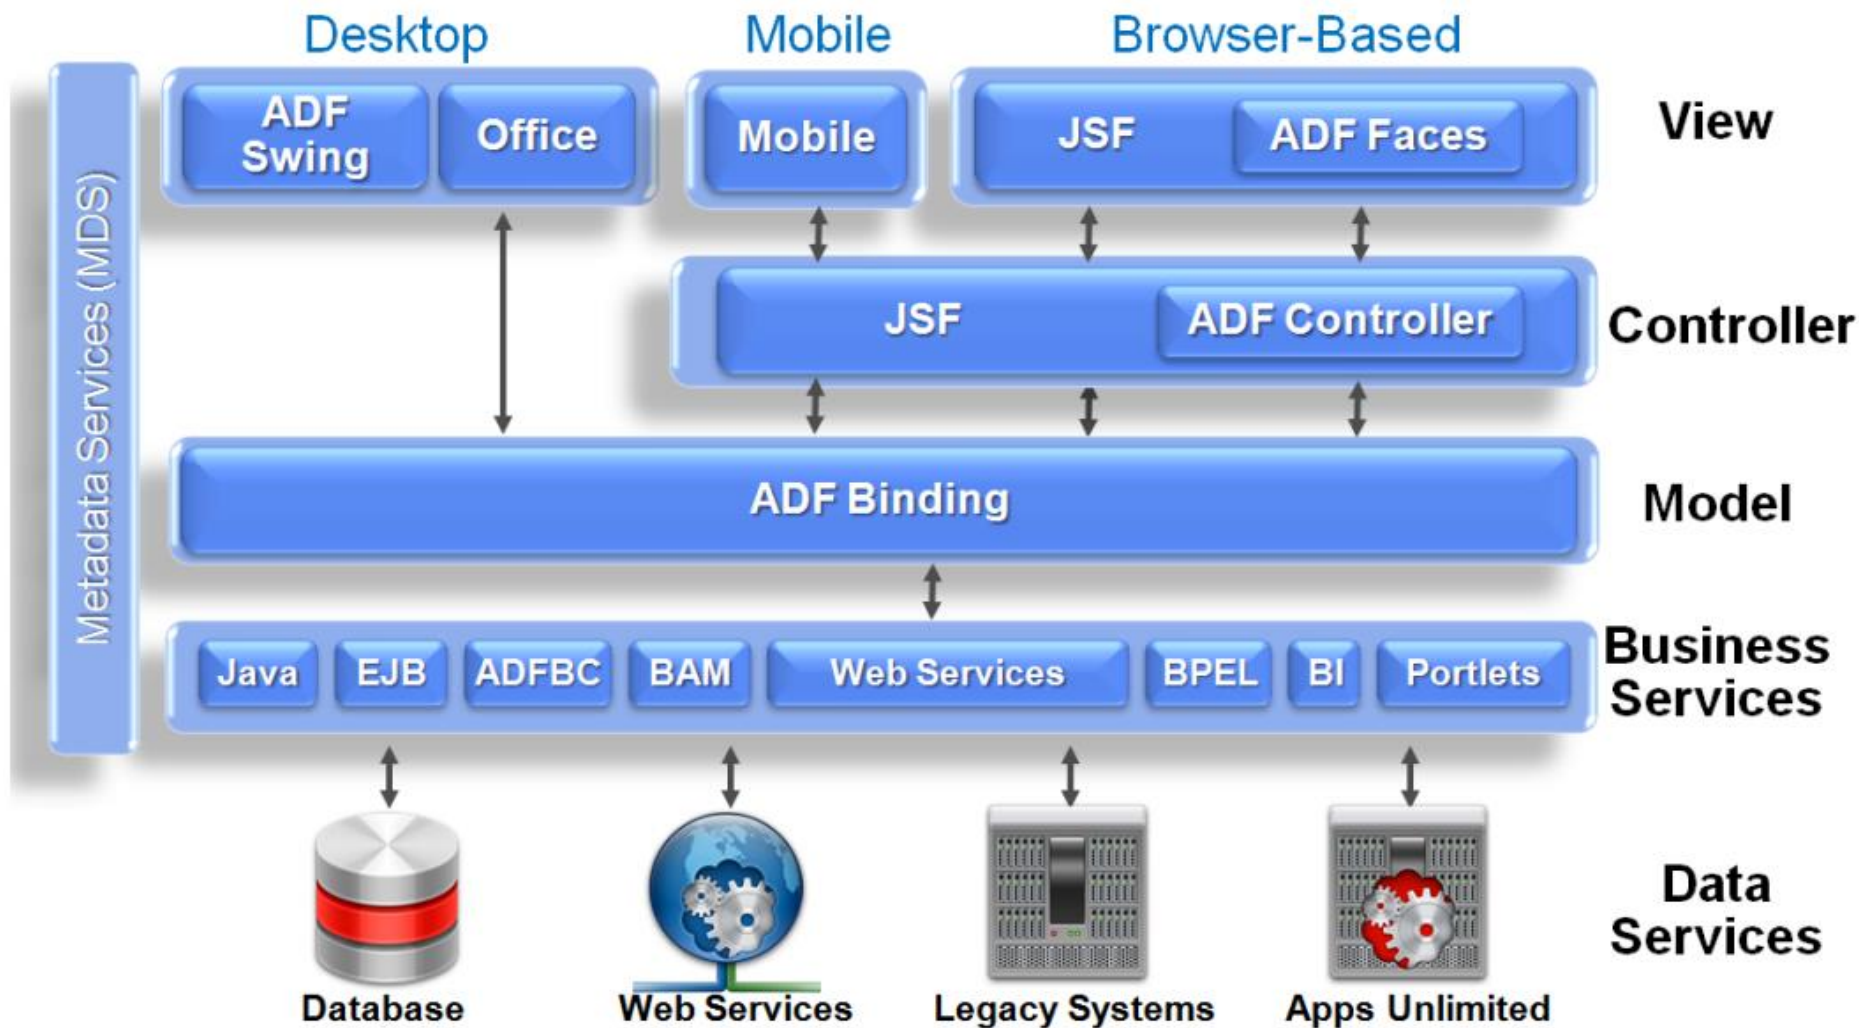 Desktop
Mobile
Browser-Based
Metadata Services (MDS)
ADF
Swing
Office
Mobile
JSF
ADF Faces
View
JSF
ADF Controller
Controller
ADF Binding
Model
Java
EJB
ADFBC
BAM
Web Services
BPEL
BI
Portlets
Business
Services
Data
Services
Database
Web Services
Legacy Systems
Apps Unlimited